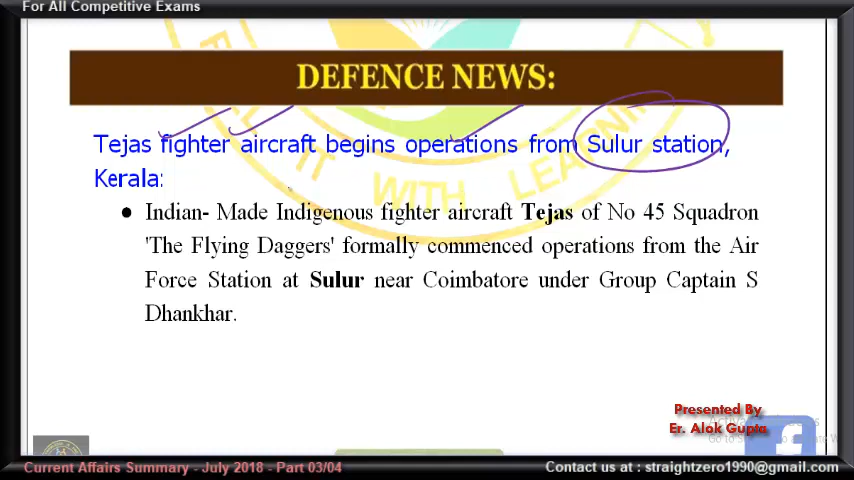 For All Competitive Exams
DEFENCE NEWS:
Tejas fighter aircraft begins operations from Sulur station,
Kerala:
● Indian- Made Indigenous fighter aircraft Tejas of No 45 Squadron
'The Flying Daggers' formally commenced operations from the Air
Force Station at Sulur near Coimbatore under Group Captain S
Dhankhar.
IT WITH LEARNING
Presented By
Er. Alok Gupta
Current Affairs Summary - July 2018 - Part 03/04
Contact us at : straightzero1990@gmail.com